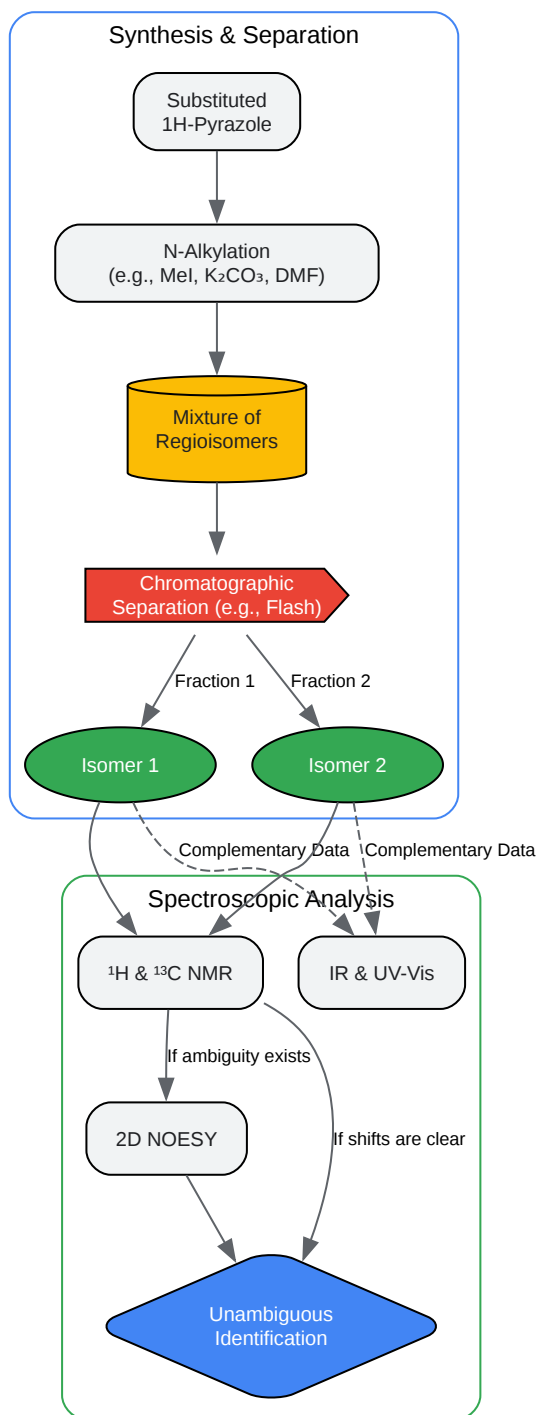 Synthesis & Separation
Substituted
1H-Pyrazole
N-Alkylation
(e.g., MeI, K₂CO₃, DMF)
Mixture of
Regioisomers
Chromatographic
Separation (e.g., Flash)
Fraction 1
Fraction 2
Isomer 1
Isomer 2
Complementary Data
Complementary Data
Spectroscopic Analysis
¹H & ¹³C NMR
IR & UV-Vis
If ambiguity exists
2D NOESY
If shifts are clear
Unambiguous
Identification